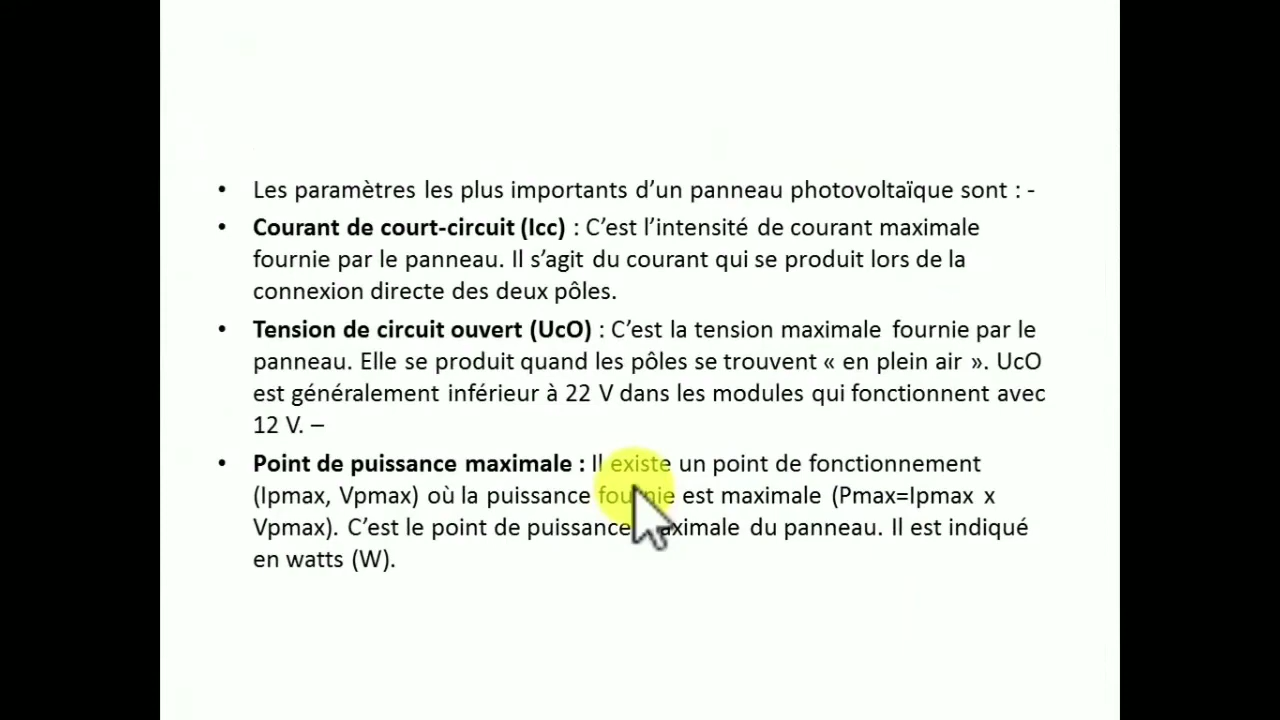 • Les paramètres les plus importants d’un panneau photovoltaïque sont : -
• Courant de court-circuit (Icc) : C’est l’intensité de courant maximale
fournie par le panneau. Il s’agit du courant qui se produit lors de la
connexion directe des deux pôles.
• Tension de circuit ouvert (UcO) : C’est la tension maximale fournie par le
panneau. Elle se produit quand les pôles se trouvent « en plein air ». UcO
est généralement inférieur à 22 V dans les modules qui fonctionnent avec
12 V. –
• Point de puissance maximale : Il existe un point de fonctionnement
(Ipmax, Vpmax) où la puissance fournie est maximale (Pmax=Ipmax x
Vpmax). C’est le point de puissance maximale du panneau. Il est indiqué
en watts (W).